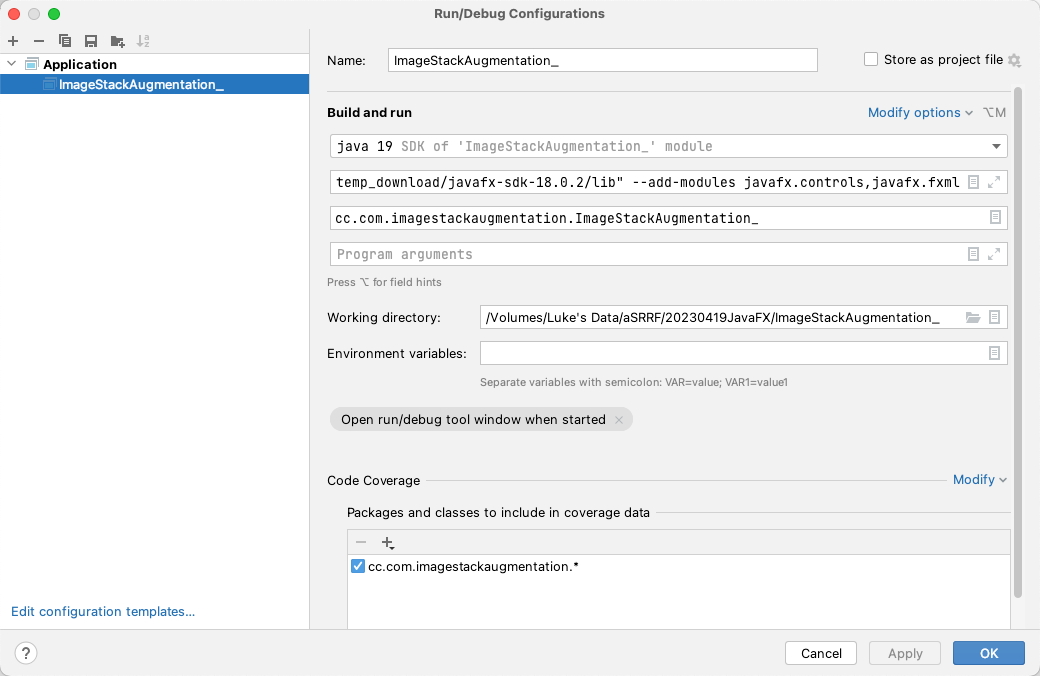 Run/Debug Configurations
Application
ImageStackAugmentation_
Edit configuration templates...
Name: ImageStackAugmentation_ Store as project file
Build and run Modify options ⌥M
java 19 SDK of 'ImageStackAugmentation_' module
temp_download/javafx-sdk-18.0.2/lib" --add-modules javafx.controls,javafx.fxml
cc.com.imagestackaugmentation.ImageStackAugmentation_
Program arguments
Press ⌥ for field hints
Working directory: /Volumes/Luke's Data/aSRRF/20230419JavaFX/ImageStackAugmentation_
Environment variables:
Separate variables with semicolon: VAR=value; VAR1=value1
Open run/debug tool window when started
Code Coverage Modify
Packages and classes to include in coverage data
cc.com.imagestackaugmentation.*
? Cancel Apply OK